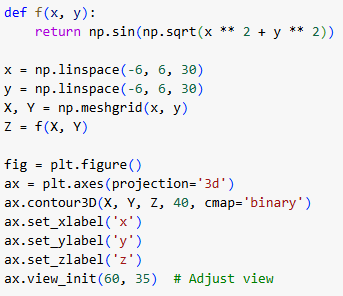 def f(x, y):
    return np.sin(np.sqrt(x ** 2 + y ** 2))

x = np.linspace(-6, 6, 30)
y = np.linspace(-6, 6, 30)
X, Y = np.meshgrid(x, y)
Z = f(X, Y)

fig = plt.figure()
ax = plt.axes(projection='3d')
ax.contour3D(X, Y, Z, 40, cmap='binary')
ax.set_xlabel('x')
ax.set_ylabel('y')
ax.set_zlabel('z')
ax.view_init(60, 35)  # Adjust view